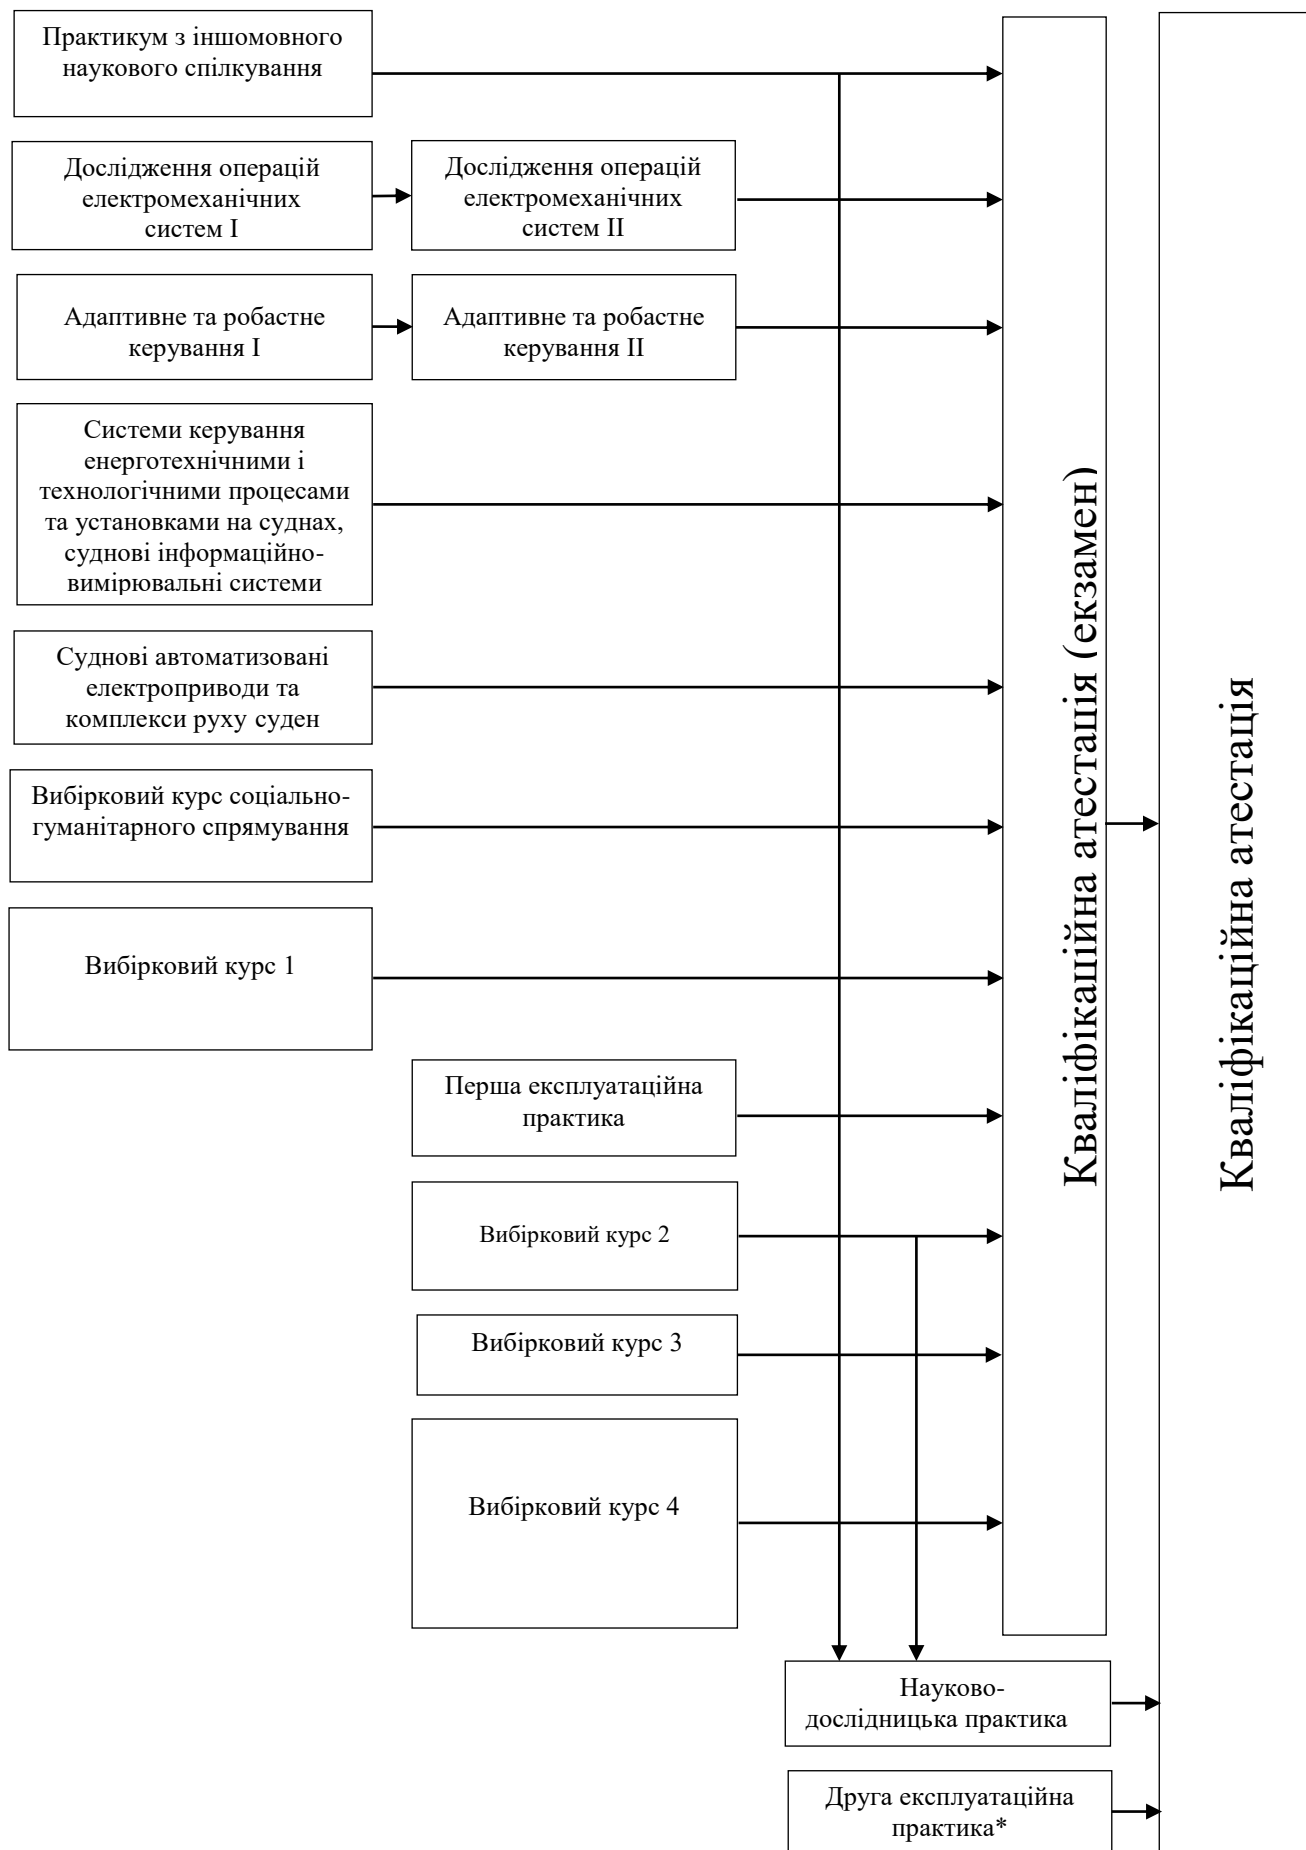 Практикум з іншомовного
наукового спілкування
Дослідження операцій
електромеханічних
систем I
Дослідження операцій
електромеханічних
систем II
Адаптивне та робастне
керування I
Адаптивне та робастне
керування II
Системи керування
енерготехнічними і
технологічними процесами
та установками на суднах,
суднові інформаційно-
вимірювальні системи
Суднові автоматизовані
електроприводи та
комплекси руху суден
Вибірковий курс соціально-
гуманітарного спрямування
Вибірковий курс 1
Перша експлуатаційна
практика
Вибірковий курс 2
Вибірковий курс 3
Вибірковий курс 4
Науково-
дослідницька практика
Друга експлуатаційна
практика*
Кваліфікаційна атестація (екзамен)
Кваліфікаційна атестація